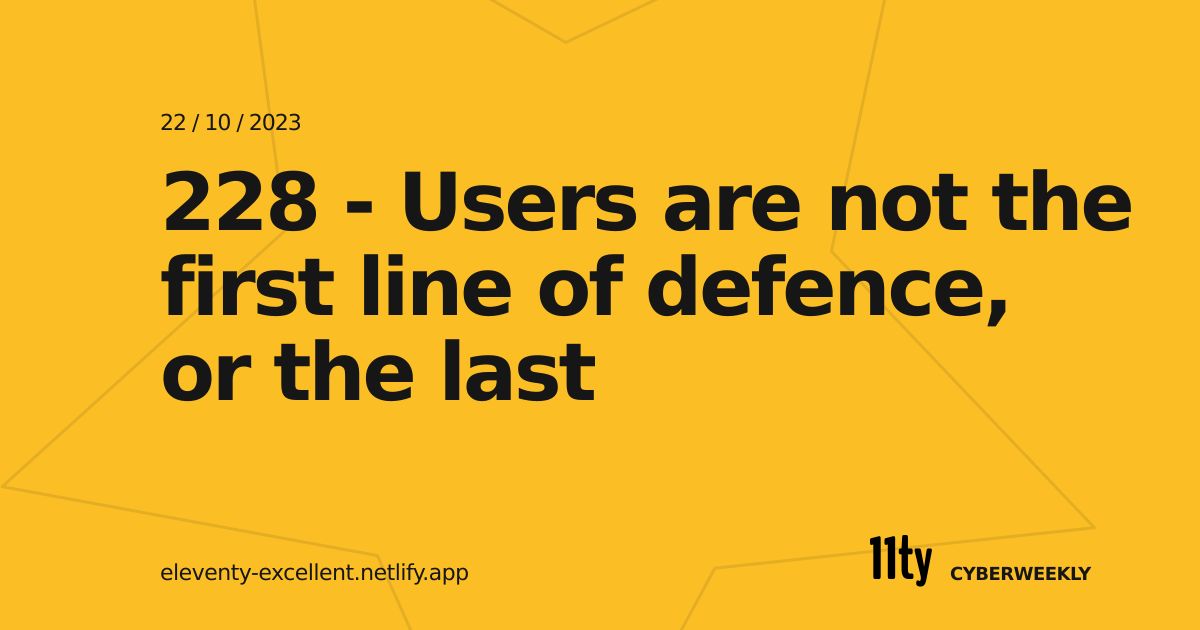 22 / 10 / 2023
228 - Users are not the
first line of defence,
or the last
eleventy-excellent.netlify.app
11ty CYBERWEEKLY